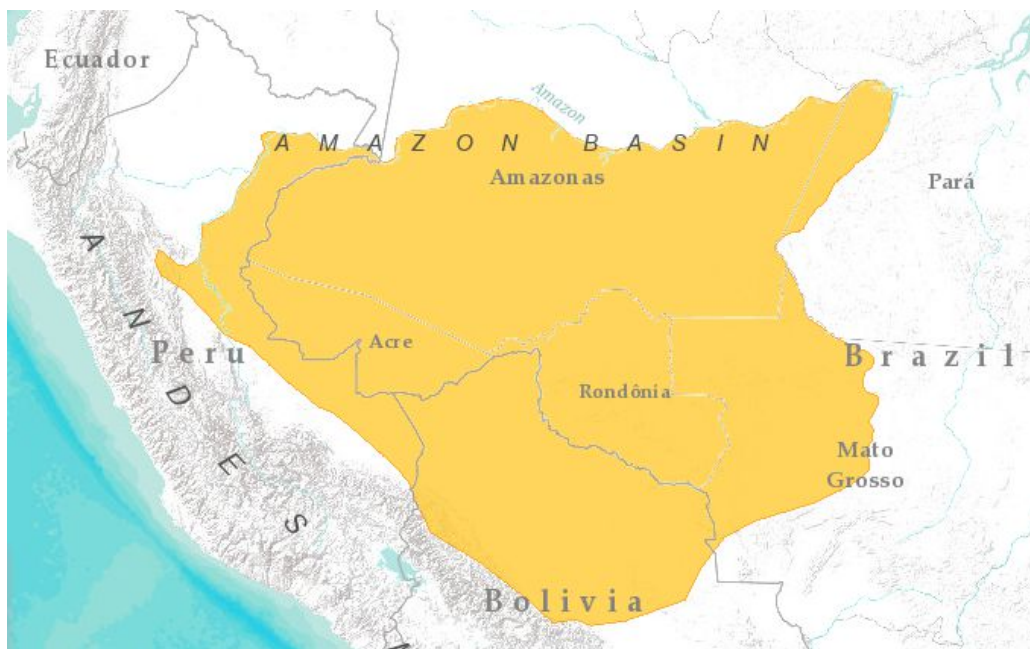 Ecuador
Amazon
AMAZON BASIN
Amazonas
Pará
ANDES
Peru
Acre
Brazil
Rondônia
Mato
Grosso
Bolivia